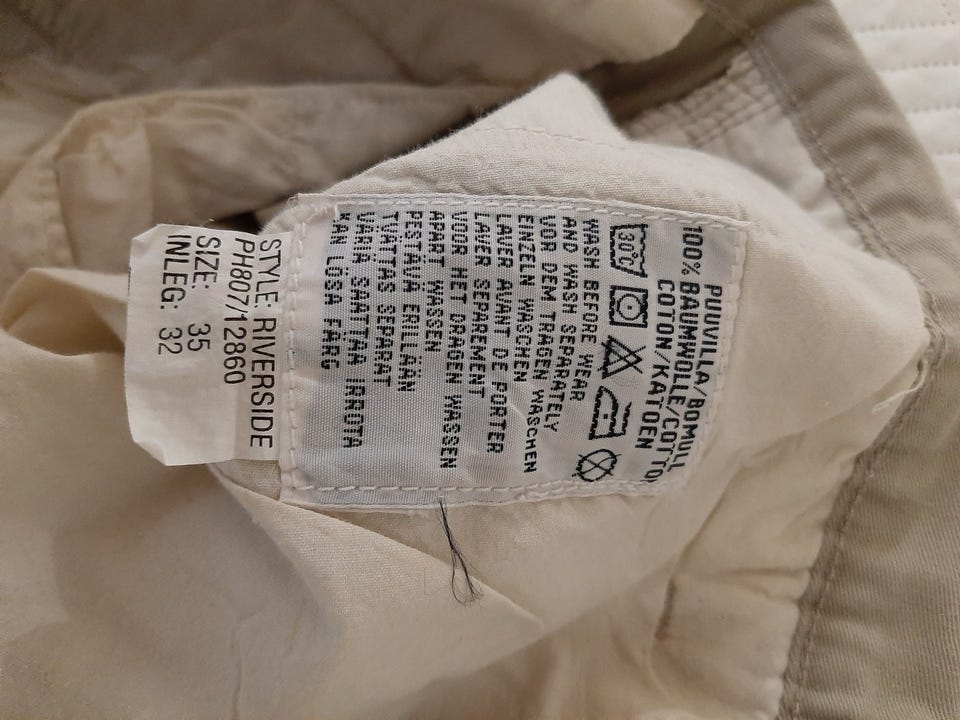 PUUVILLA/BOMULL
100% BAUMWOLLE/COTTON
COTON/KATOEN
WASH BEFORE WEAR
AND WASH SEPARATELY
VOR DEM TRAGEN WASCHEN
EINZELN WASCHEN
LAVER AVANT DE PORTER
LAVER SEPAREMENT
VOR HET DRAGEN WASSEN
APART WASSEN
PESTÄVÄ ERILLÄÄN
TVÄTTAS SEPARAT
VÄRIÄ SAATTAA IRROTA
KAN LÖSA FÄRG
STYLE: RIVERSIDE
PH807/12860
SIZE: 35
INLEG: 32